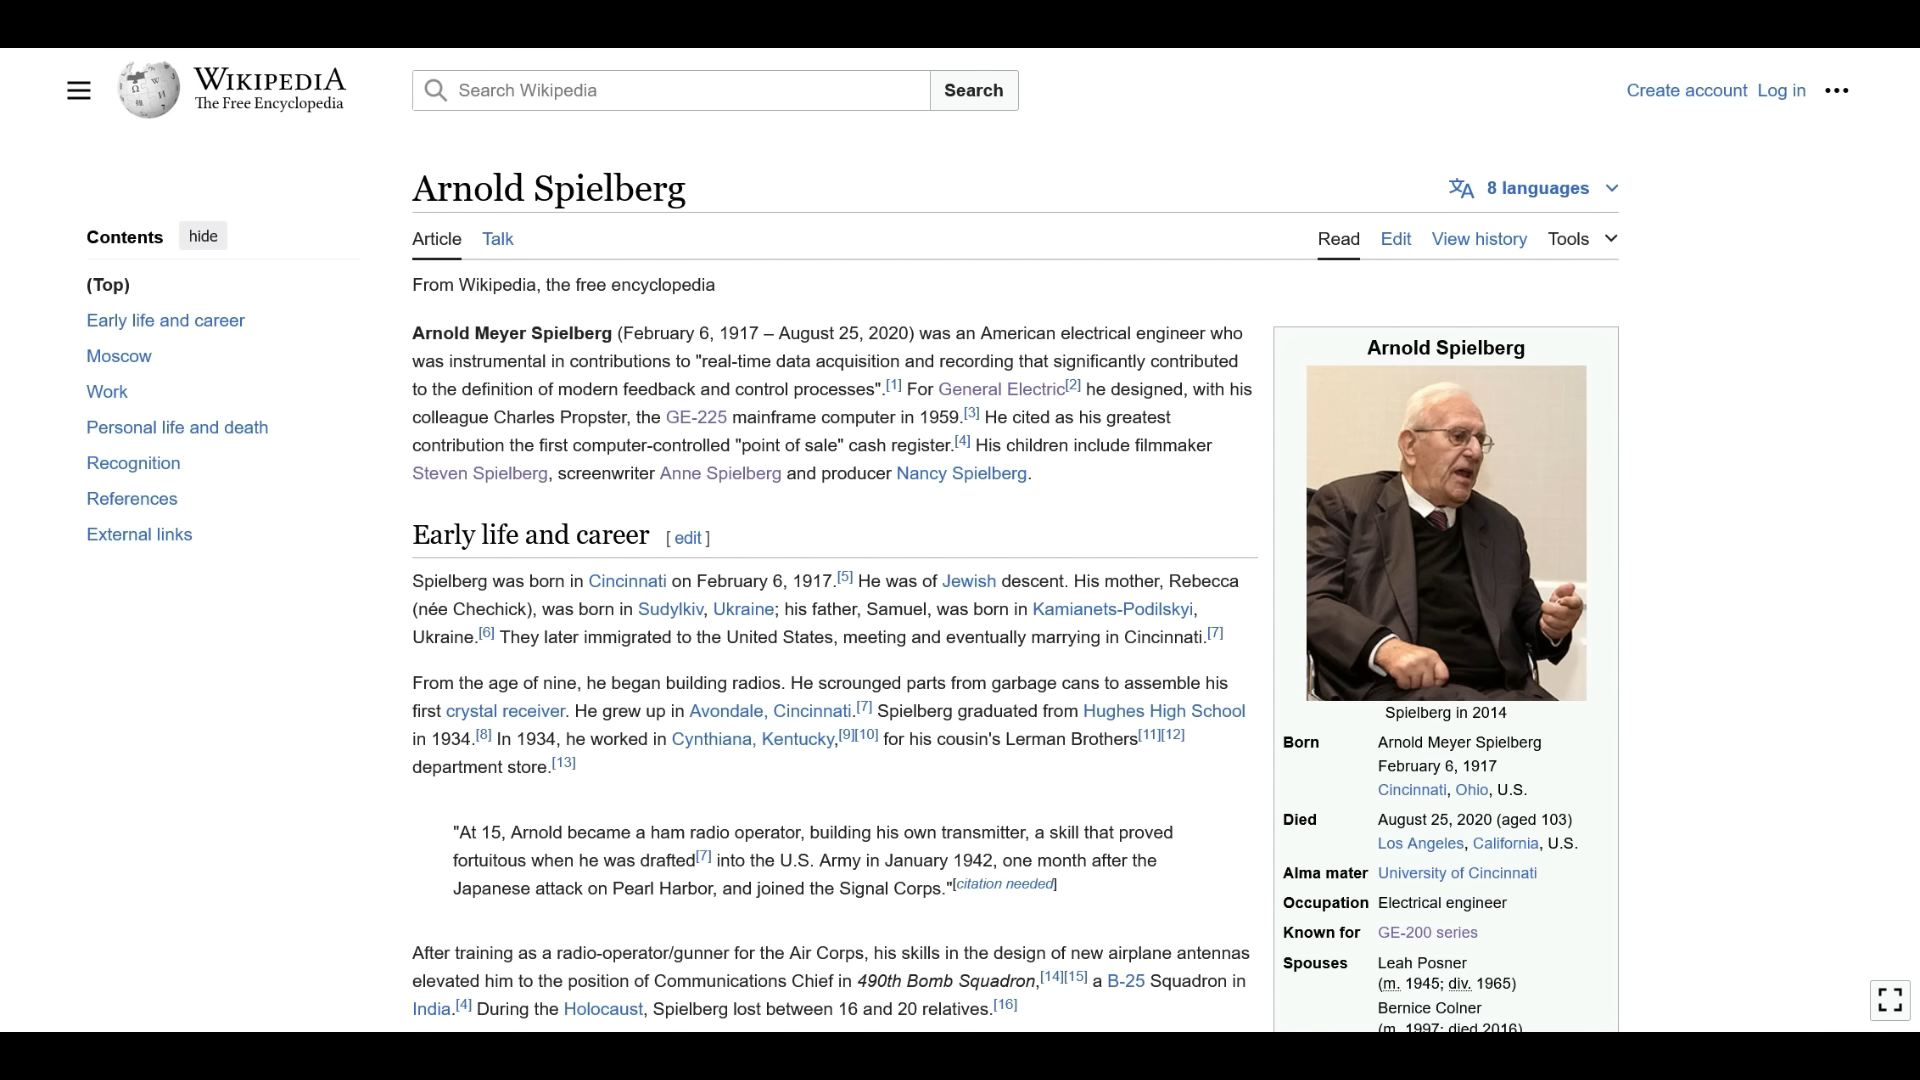 WIKIPEDIA
The Free Encyclopedia
Search Wikipedia
Search
Create account Log in
Contents hide
(Top)
Early life and career
Moscow
Work
Personal life and death
Recognition
References
External links
Arnold Spielberg
8 languages
Article Talk
Read Edit View history Tools
From Wikipedia, the free encyclopedia
Arnold Meyer Spielberg (February 6, 1917 – August 25, 2020) was an American electrical engineer who
was instrumental in contributions to "real-time data acquisition and recording that significantly contributed
to the definition of modern feedback and control processes".[1] For General Electric[2] he designed, with his
colleague Charles Propster, the GE-225 mainframe computer in 1959.[3] He cited as his greatest
contribution the first computer-controlled "point of sale" cash register.[4] His children include filmmaker
Steven Spielberg, screenwriter Anne Spielberg and producer Nancy Spielberg.
Early life and career [ edit ]
Spielberg was born in Cincinnati on February 6, 1917.[5] He was of Jewish descent. His mother, Rebecca
(née Chechick), was born in Sudylkiv, Ukraine; his father, Samuel, was born in Kamianets-Podilskyi,
Ukraine.[6] They later immigrated to the United States, meeting and eventually marrying in Cincinnati.[7]
From the age of nine, he began building radios. He scrounged parts from garbage cans to assemble his
first crystal receiver. He grew up in Avondale, Cincinnati.[7] Spielberg graduated from Hughes High School
in 1934.[8] In 1934, he worked in Cynthiana, Kentucky,[9][10] for his cousin's Lerman Brothers[11][12]
department store.[13]
"At 15, Arnold became a ham radio operator, building his own transmitter, a skill that proved
fortuitous when he was drafted[7] into the U.S. Army in January 1942, one month after the
Japanese attack on Pearl Harbor, and joined the Signal Corps."[citation needed]
After training as a radio-operator/gunner for the Air Corps, his skills in the design of new airplane antennas
elevated him to the position of Communications Chief in 490th Bomb Squadron,[14][15] a B-25 Squadron in
India.[4] During the Holocaust, Spielberg lost between 16 and 20 relatives.[16]
Arnold Spielberg
Spielberg in 2014
Born Arnold Meyer Spielberg
February 6, 1917
Cincinnati, Ohio, U.S.
Died August 25, 2020 (aged 103)
Los Angeles, California, U.S.
Alma mater University of Cincinnati
Occupation Electrical engineer
Known for GE-200 series
Spouses Leah Posner
(m. 1945; div. 1965)
Bernice Colner
(m. 1997; died 2016)